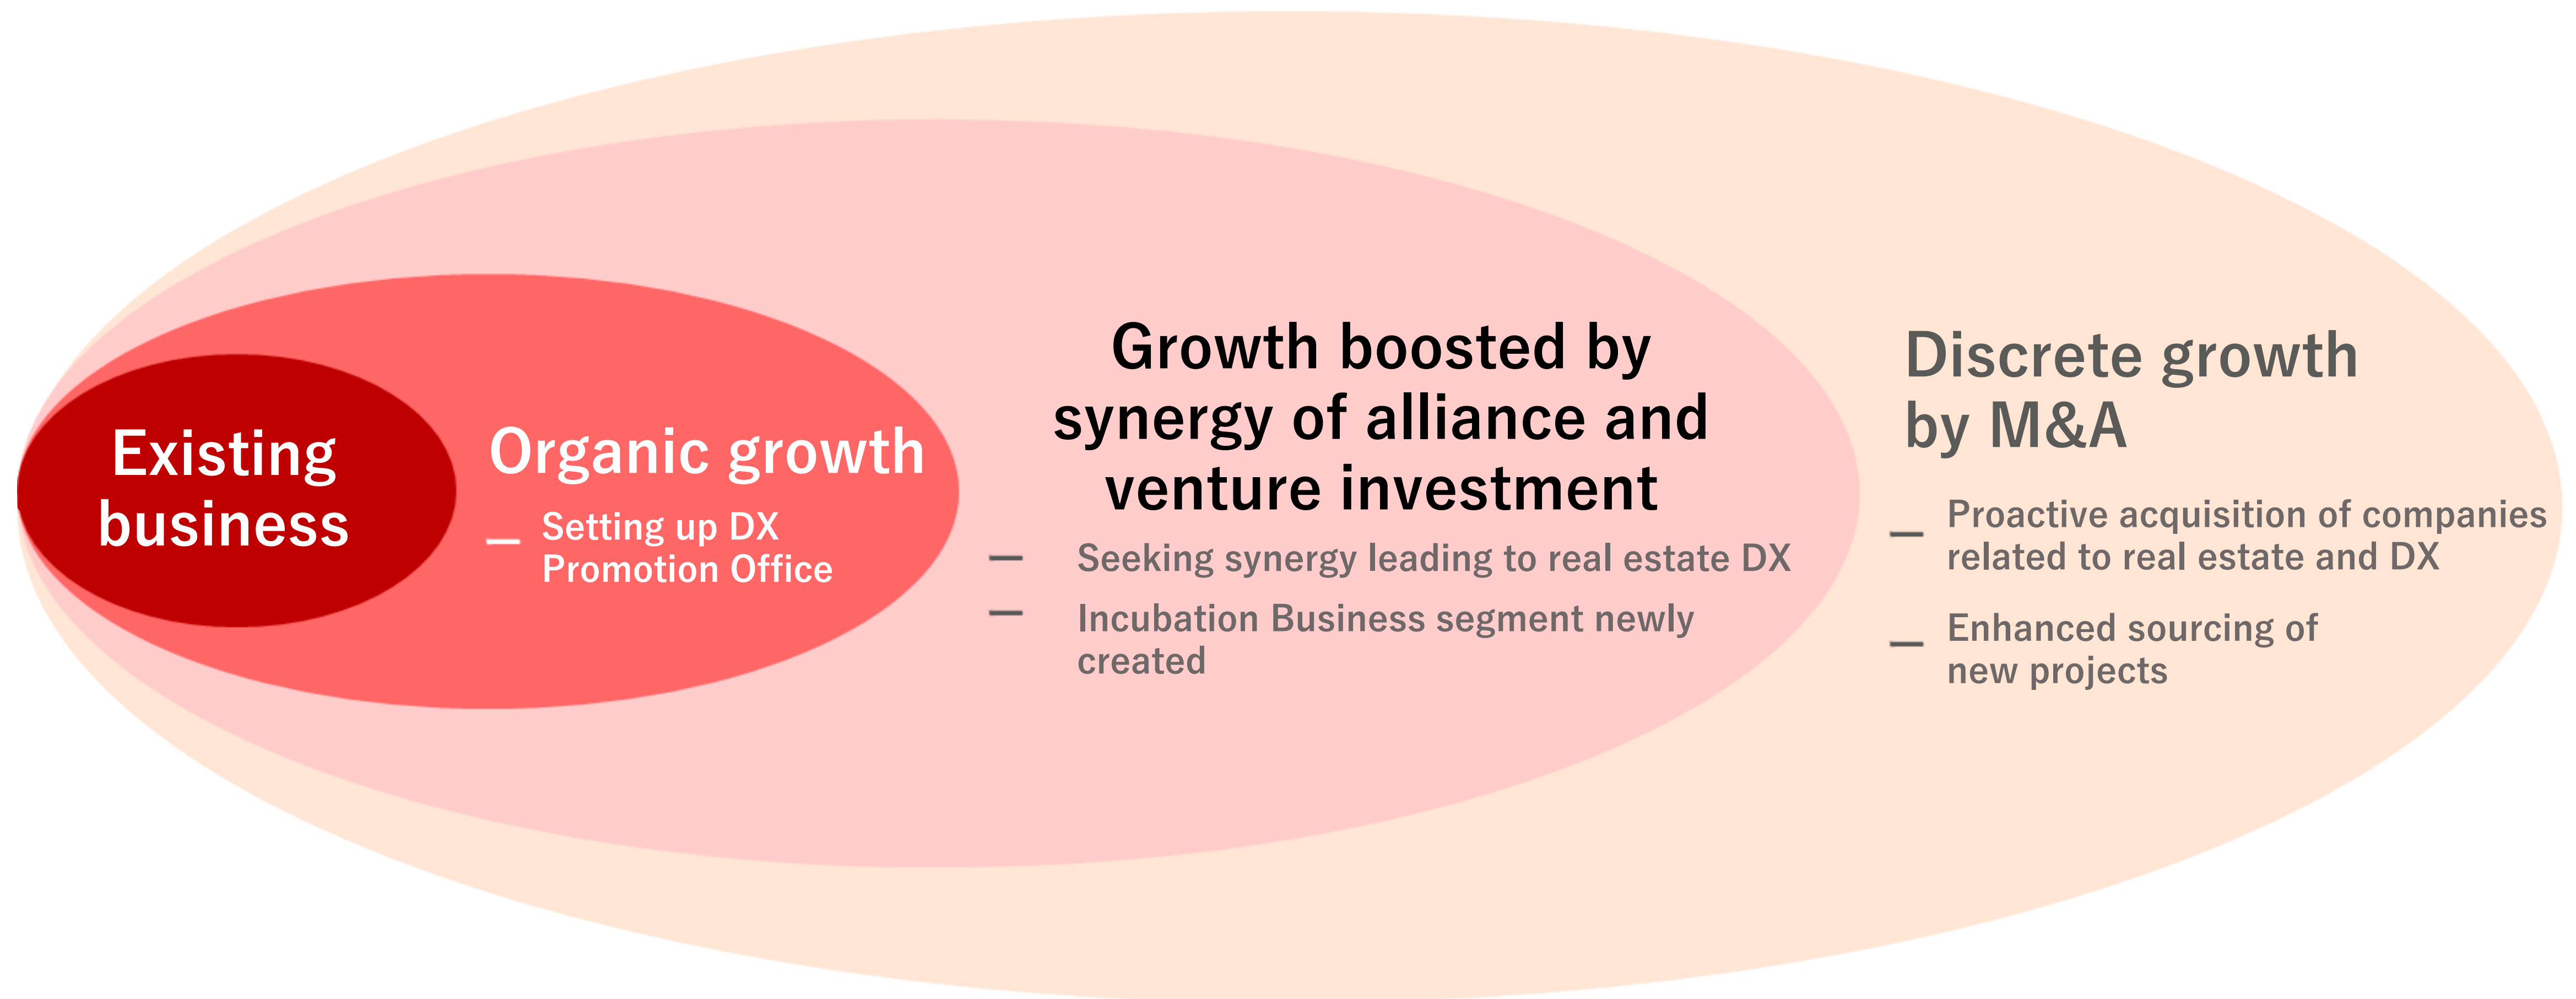 Existing
business
Organic growth
— Setting up DX
Promotion Office
Growth boosted by
synergy of alliance and
venture investment
— Seeking synergy leading to real estate DX
— Incubation Business segment newly
created
Discrete growth
by M&A
— Proactive acquisition of companies
related to real estate and DX
— Enhanced sourcing of
new projects